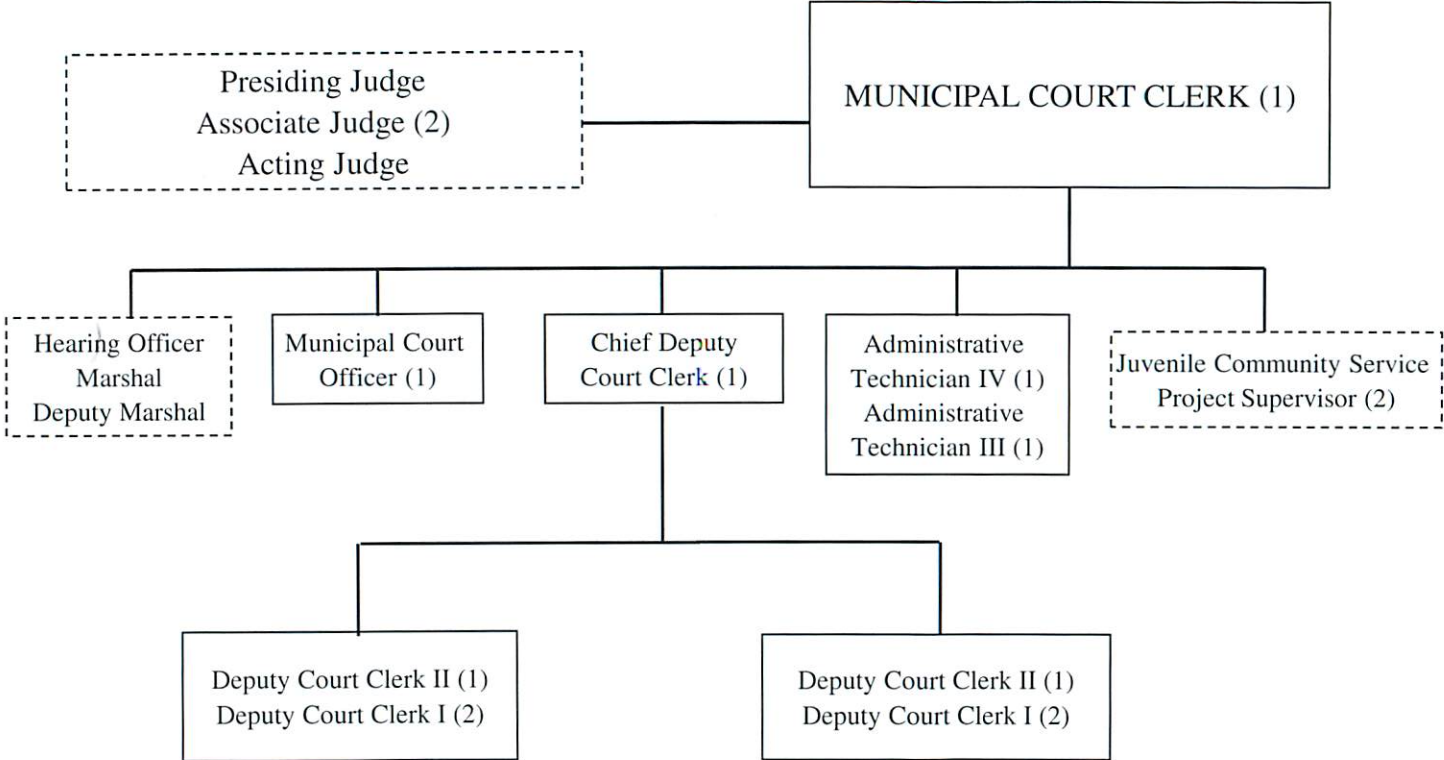 Presiding Judge
Associate Judge (2)
Acting Judge
MUNICIPAL COURT CLERK (1)
Hearing Officer
Marshal
Deputy Marshal
Municipal Court
Officer (1)
Chief Deputy
Court Clerk (1)
Administrative
Technician IV (1)
Administrative
Technician III (1)
Juvenile Community Service
Project Supervisor (2)
Deputy Court Clerk II (1)
Deputy Court Clerk I (2)
Deputy Court Clerk II (1)
Deputy Court Clerk I (2)